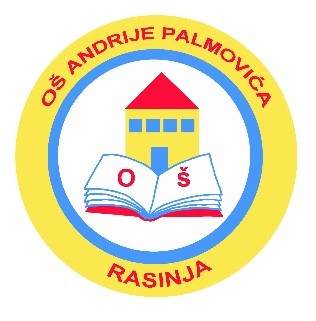 OŠ ANDRIJE PALMOVIĆA
O Š
RASINJA